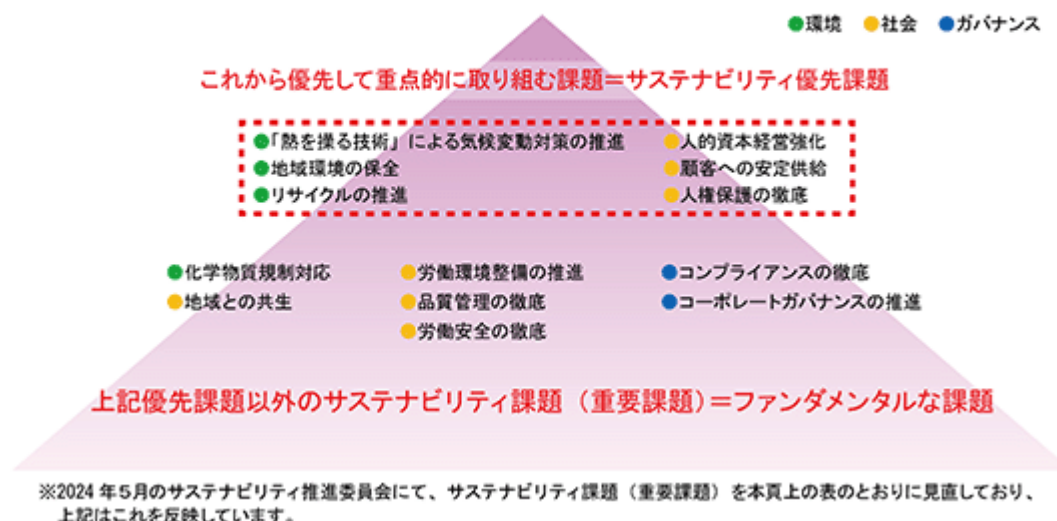 ●環境 ●社会 ●ガバナンス
これから優先して重点的に取り組む課題＝サステナビリティ優先課題
●「熱を操る技術」による気候変動対策の推進 ●人的資本経営強化
●地域環境の保全 ●顧客への安定供給
●リサイクルの推進 ●人権保護の徹底
●化学物質規制対応 ●労働環境整備の推進 ●コンプライアンスの徹底
●地域との共生 ●品質管理の徹底 ●コーポレートガバナンスの推進
●労働安全の徹底
上記優先課題以外のサステナビリティ課題（重要課題）＝ファンダメンタルな課題
※2024年5月のサステナビリティ推進委員会にて、サステナビリティ課題（重要課題）を本頁上の表のとおりに見直しており、
上記はこれを反映しています。